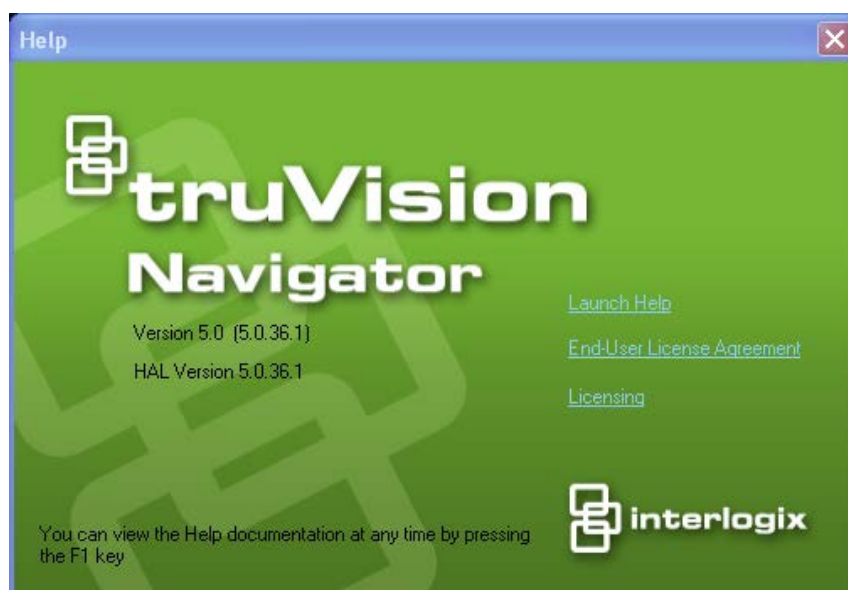 Help
truVision
Navigator
Version 5.0 (5.0.36.1)
HAL Version 5.0.36.1
Launch Help
End-User License Agreement
Licensing
You can view the Help documentation at any time by pressing
the F1 key
interlogix